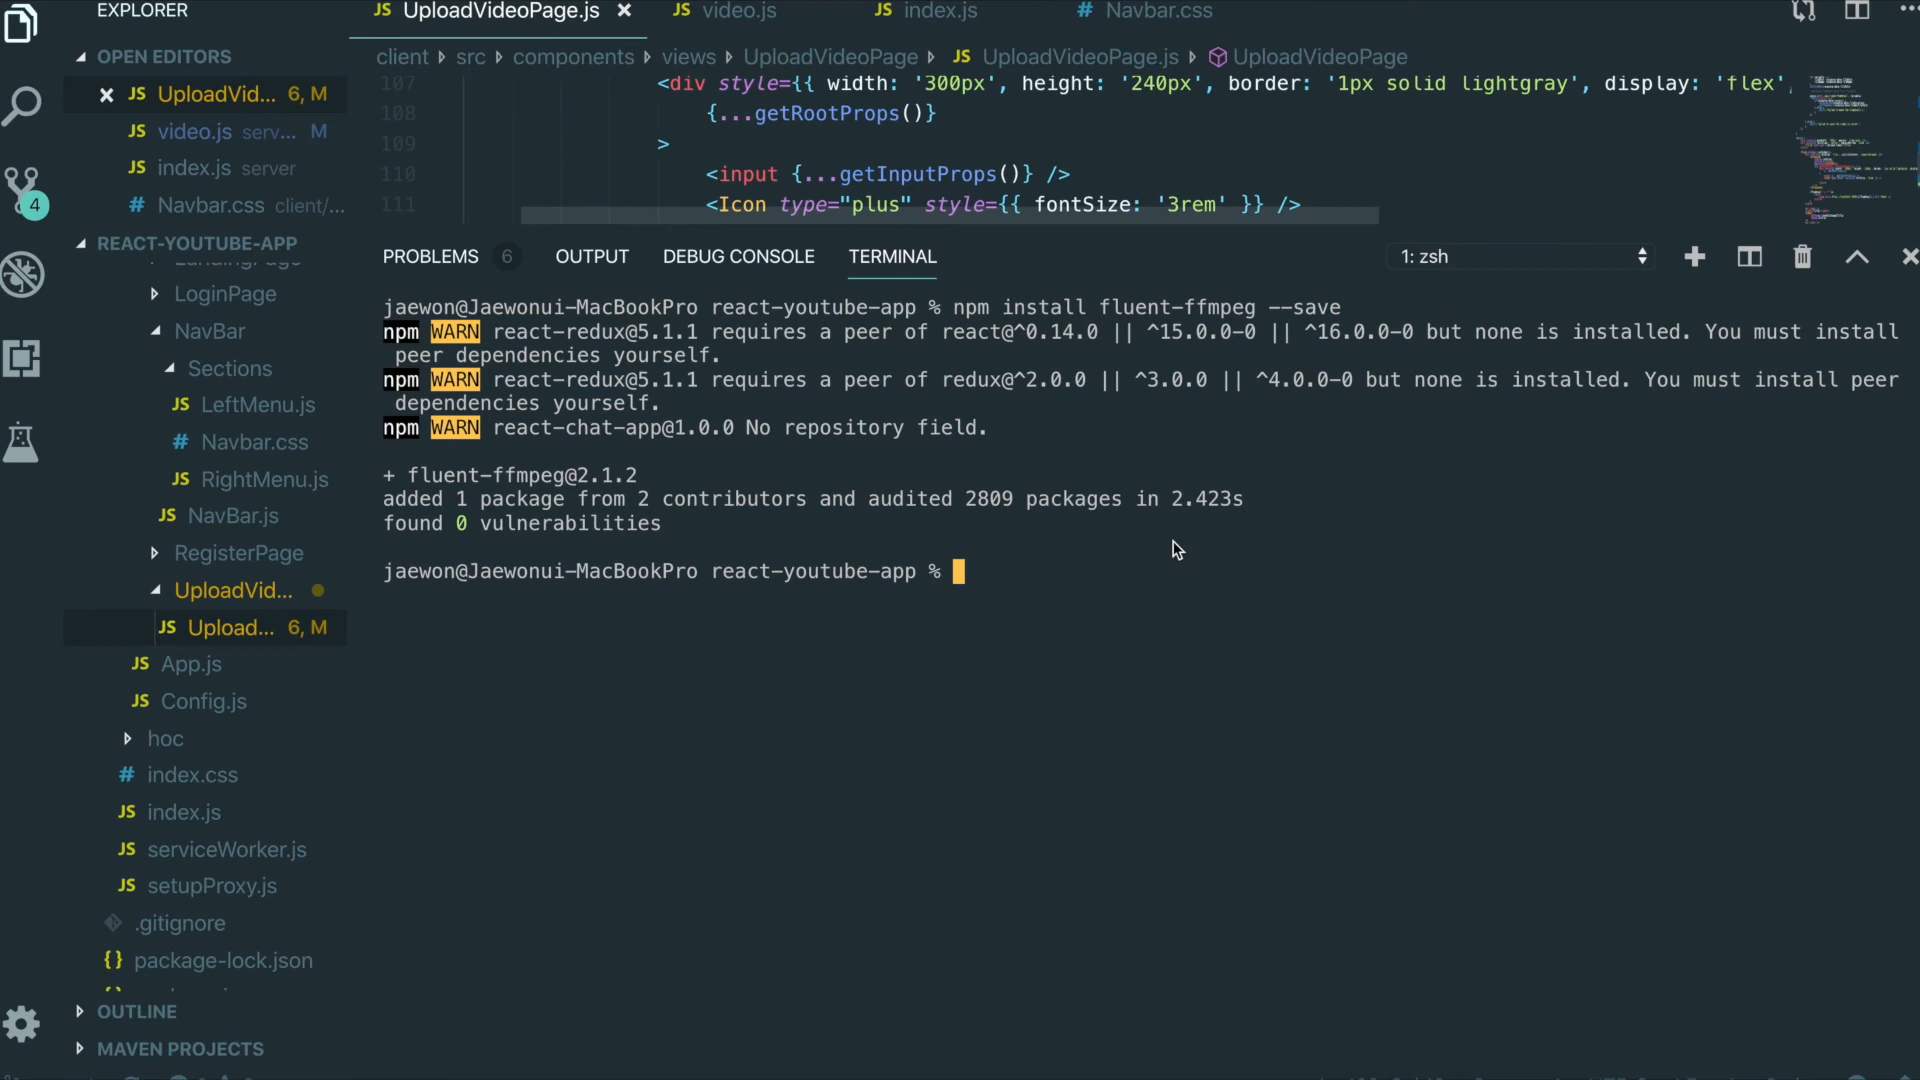 EXPLORER
OPEN EDITORS
JS UploadVid... 6, M
JS video.js serv... M
JS index.js server
# Navbar.css client/...
REACT-YOUTUBE-APP
LandingPage
LoginPage
NavBar
Sections
JS LeftMenu.js
# Navbar.css
JS RightMenu.js
JS NavBar.js
RegisterPage
UploadVid...
JS Upload... 6, M
JS App.js
JS Config.js
hoc
# index.css
JS index.js
JS serviceWorker.js
JS setupProxy.js
.gitignore
{} package-lock.json
OUTLINE
MAVEN PROJECTS
4
JS UploadVideoPage.js
JS video.js
JS index.js
# Navbar.css
client src components views UploadVideoPage JS UploadVideoPage.js UploadVideoPage
107 <div style={{ width: '300px', height: '240px', border: '1px solid lightgray', display: 'flex',
108 {...getRootProps()}
109 >
110 <input {...getInputProps()} />
111 <Icon type="plus" style={{ fontSize: '3rem' }} />
PROBLEMS 6 OUTPUT DEBUG CONSOLE TERMINAL 1: zsh
jaewon@Jaewonui-MacBookPro react-youtube-app % npm install fluent-ffmpeg --save
npm WARN react-redux@5.1.1 requires a peer of react@^0.14.0 || ^15.0.0-0 || ^16.0.0-0 but none is installed. You must install
peer dependencies yourself.
npm WARN react-redux@5.1.1 requires a peer of redux@^2.0.0 || ^3.0.0 || ^4.0.0-0 but none is installed. You must install peer
dependencies yourself.
npm WARN react-chat-app@1.0.0 No repository field.
+ fluent-ffmpeg@2.1.2
added 1 package from 2 contributors and audited 2809 packages in 2.423s
found 0 vulnerabilities
jaewon@Jaewonui-MacBookPro react-youtube-app %